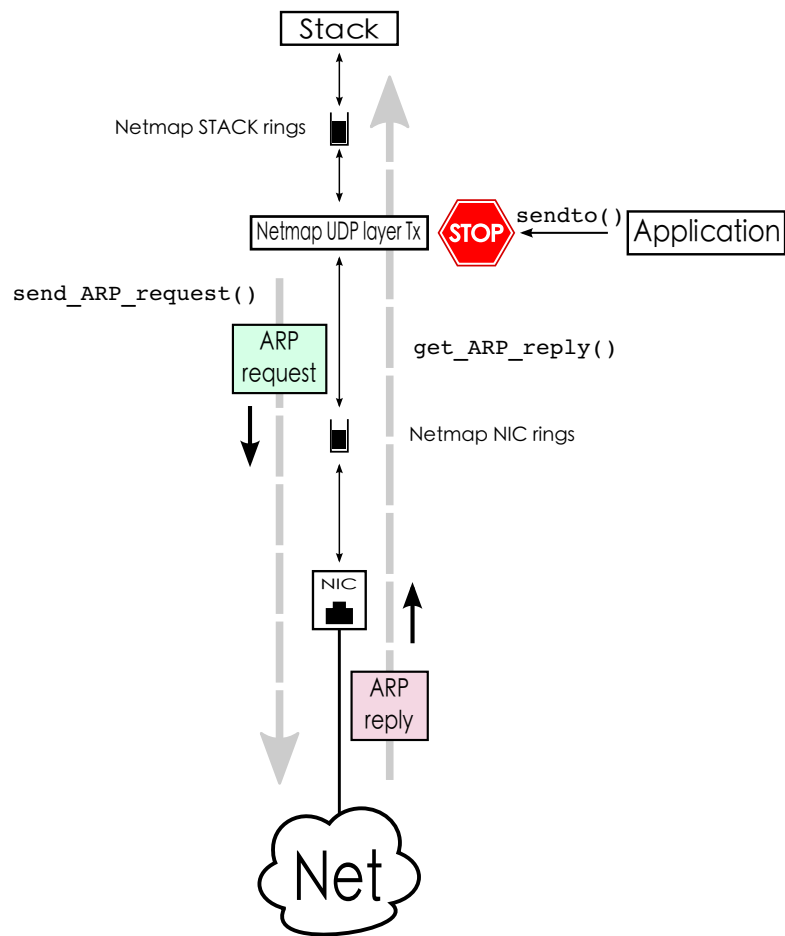 Stack
Netmap STACK rings
sendto()
Netmap UDP layer Tx
STOP
Application
send_ARP_request()
ARP
request
get_ARP_reply()
Netmap NIC rings
NIC
ARP
reply
Net